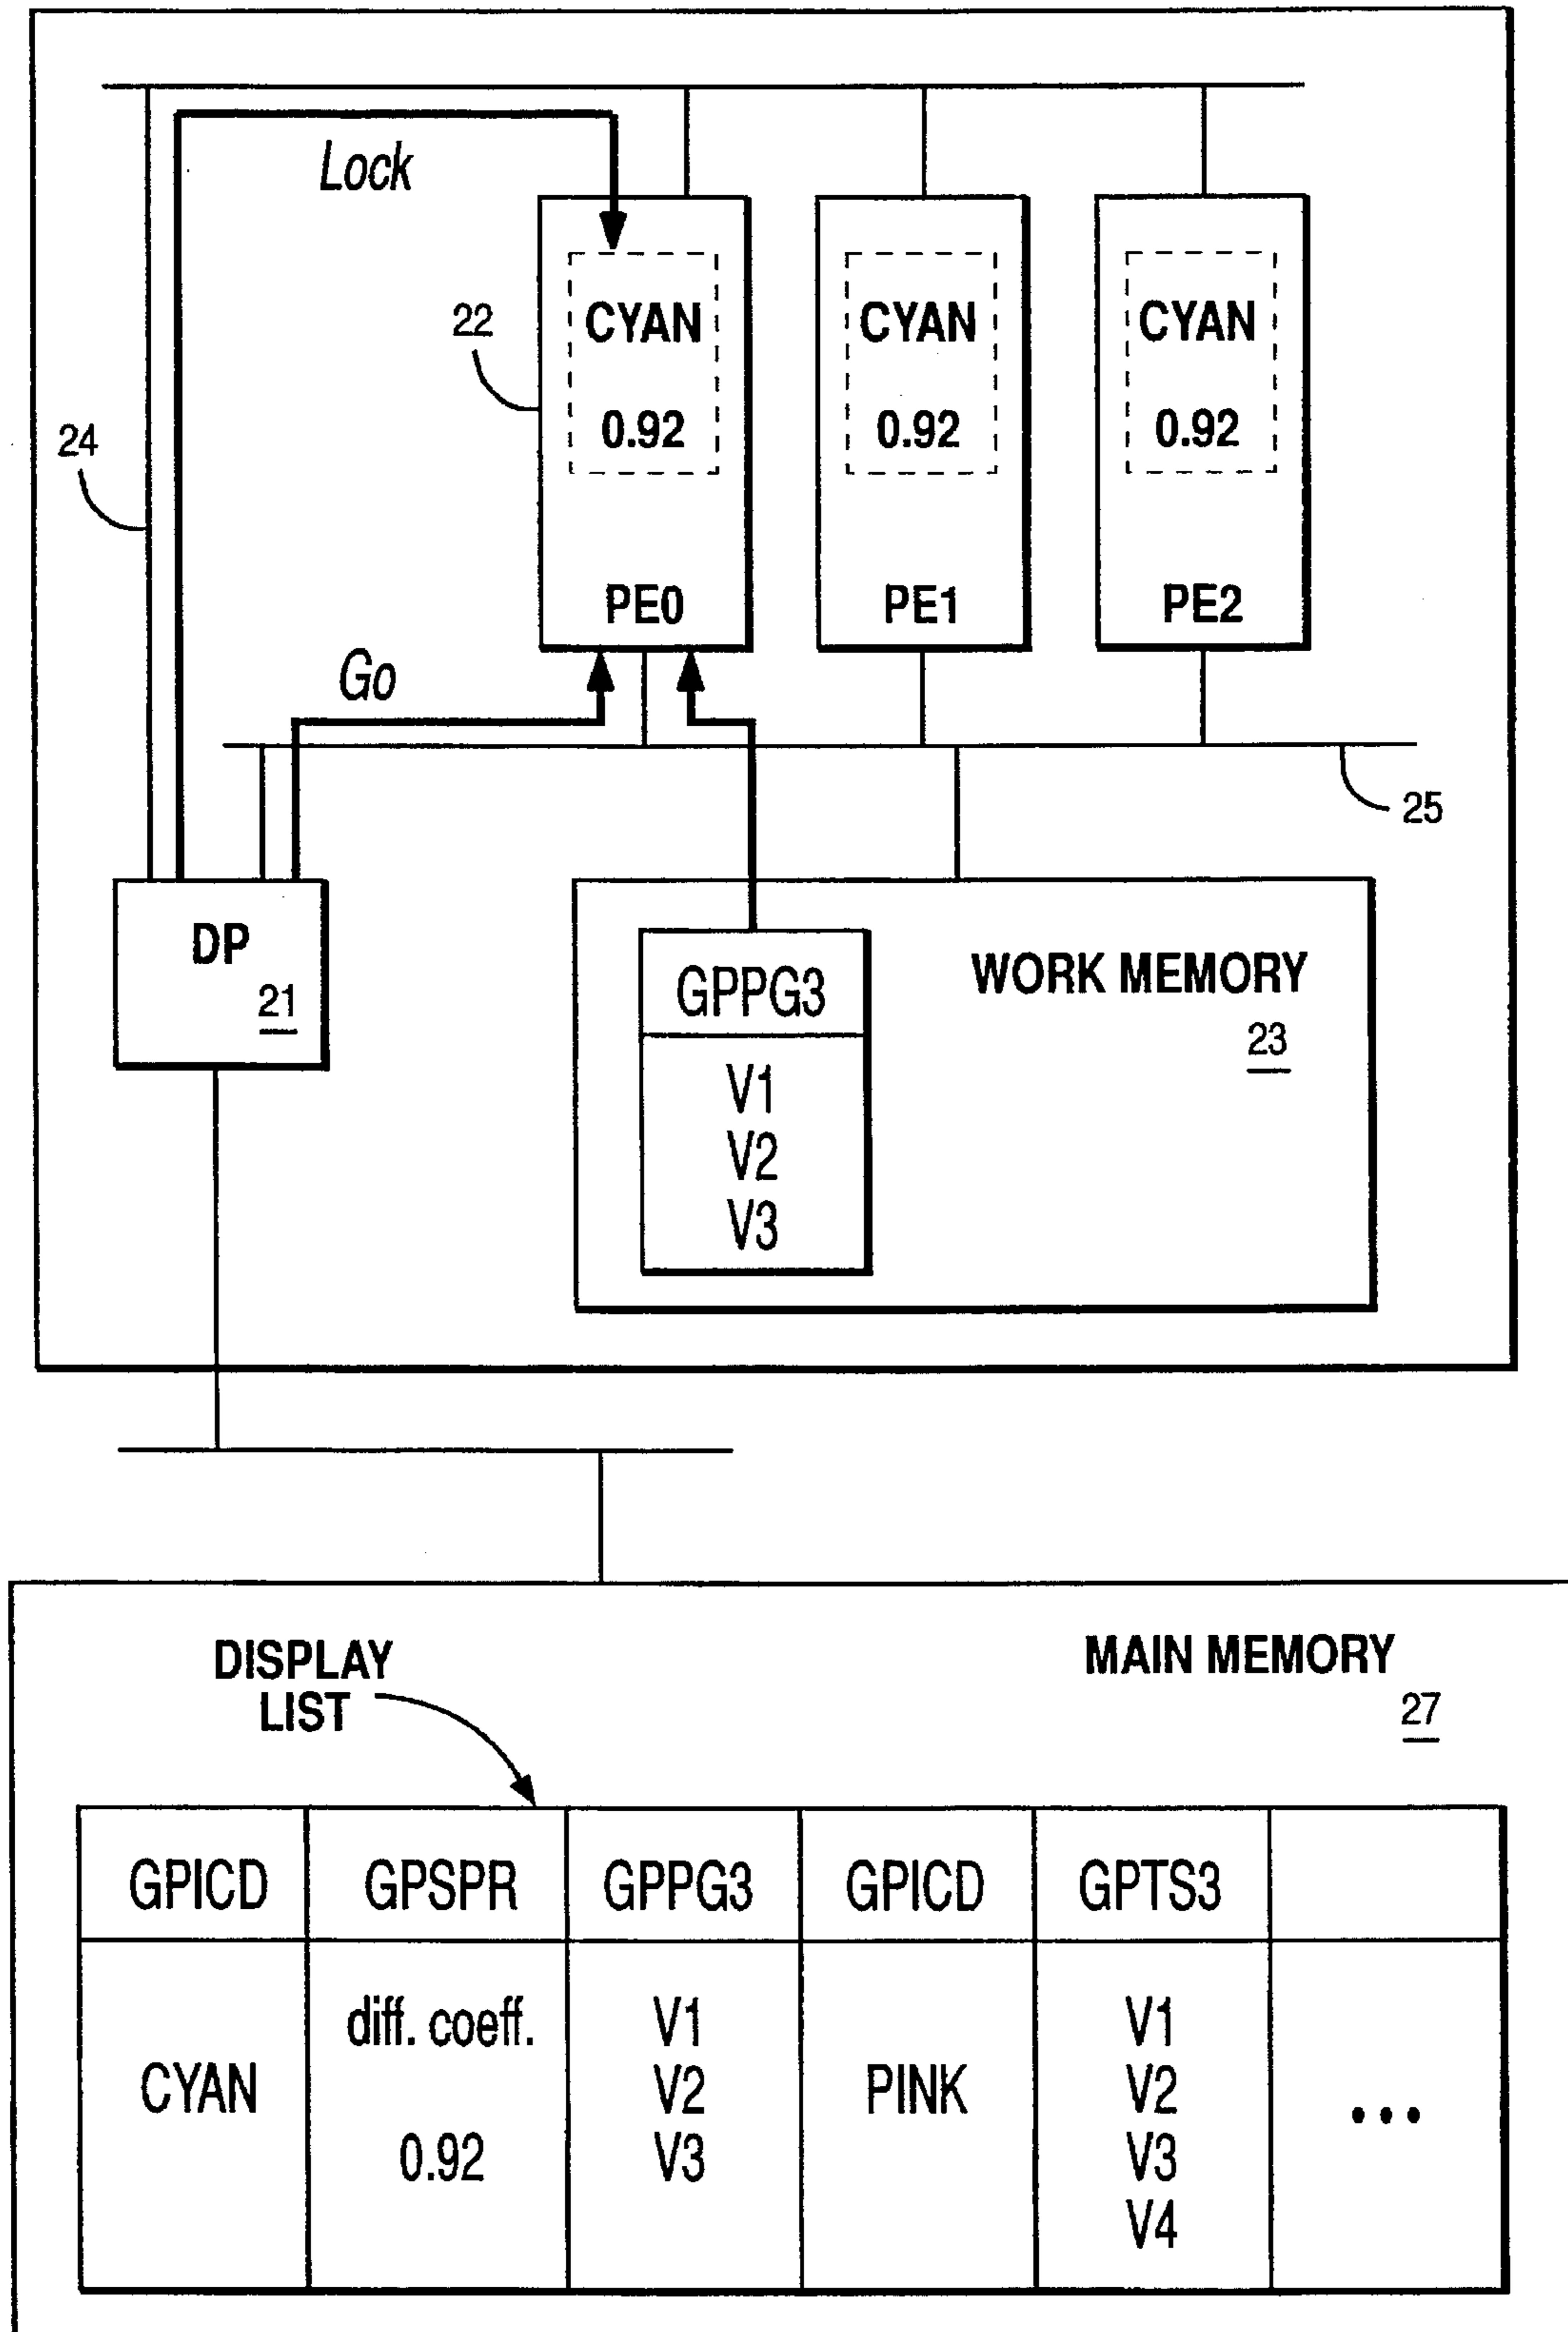 Lock
22
CYAN
0.92
PE0
CYAN
0.92
PE1
CYAN
0.92
PE2
24
Go
25
DP
21
GPPG3
V1
V2
V3
WORK MEMORY
23
DISPLAY
LIST
MAIN MEMORY
27
GPICD GPSPR GPPG3 GPICD GPTS3
CYAN
diff. coeff.
0.92
V1
V2
V3
PINK
V1
V2
V3
V4
•••